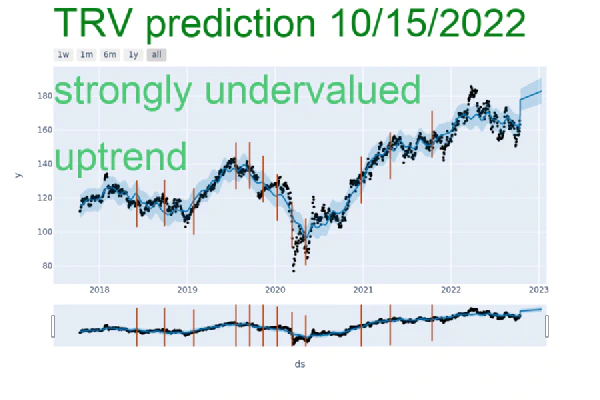 TRV prediction 10/15/2022
1w 1m 6m 1y all
strongly undervalued
uptrend
180
160
140
120
100
80
y
2018 2019 2020 2021 2022 2023
ds